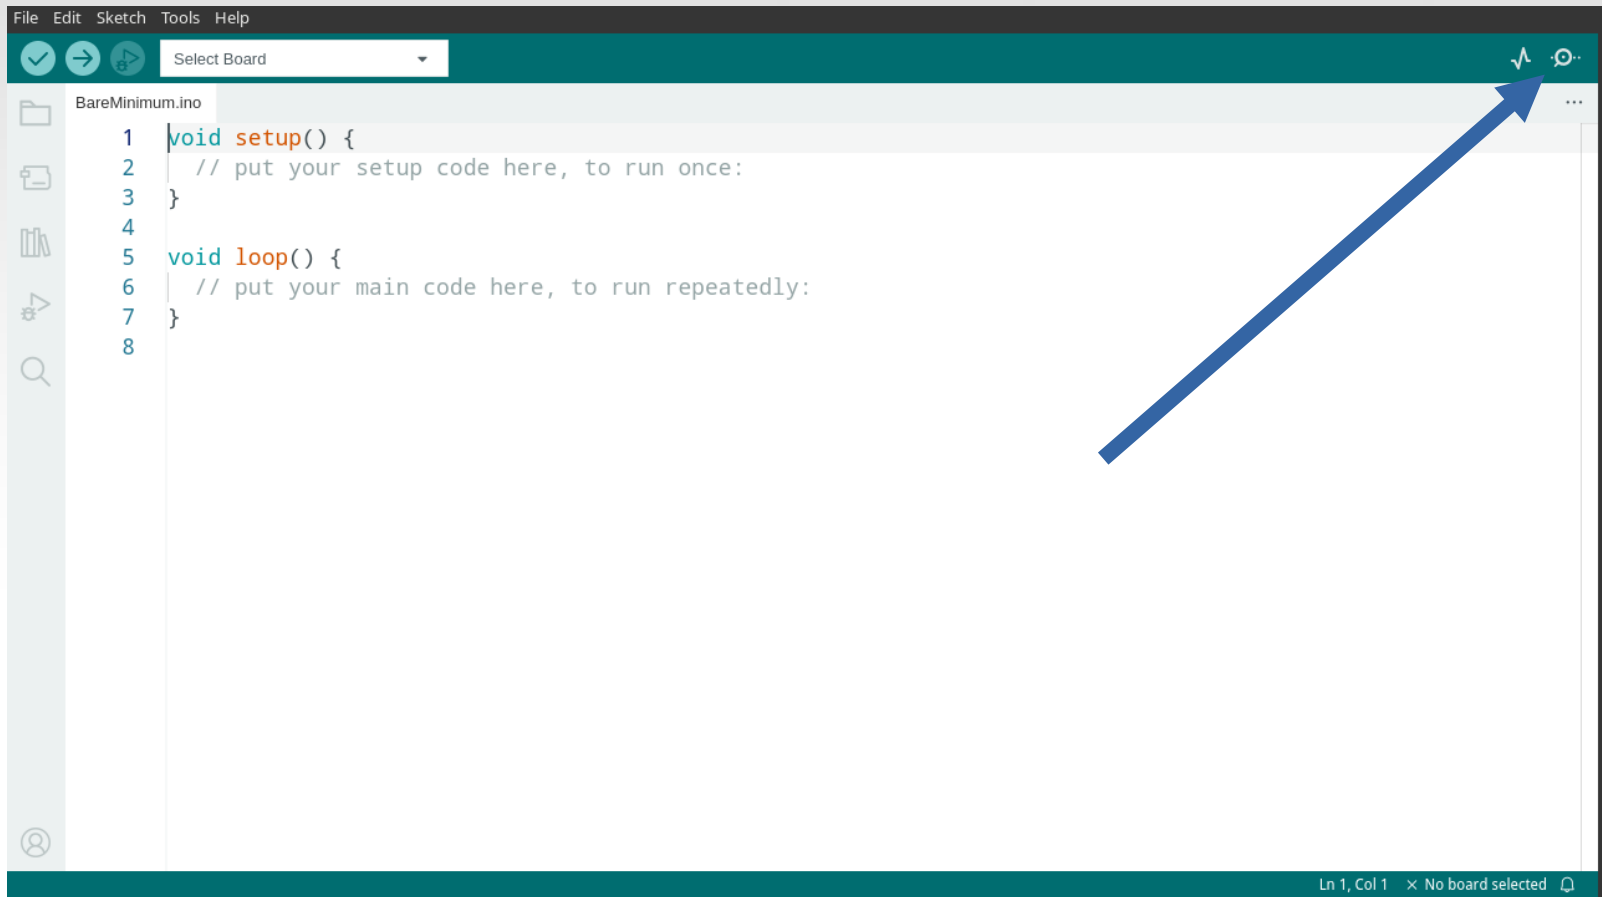 File Edit Sketch Tools Help
Select Board
BareMinimum.ino
1 void setup() {
2 // put your setup code here, to run once:
3 }
4
5 void loop() {
6 // put your main code here, to run repeatedly:
7 }
8
Ln 1, Col 1 × No board selected